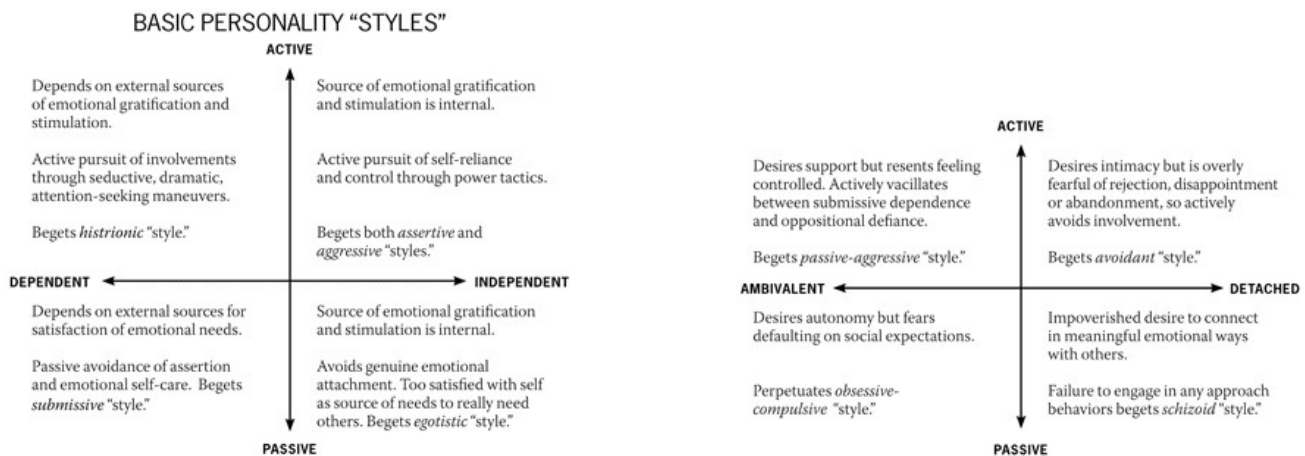 BASIC PERSONALITY “STYLES”
ACTIVE
Depends on external sources
of emotional gratification and
stimulation.
Active pursuit of involvements
through seductive, dramatic,
attention-seeking maneuvers.
Begets histrionic “style.”
Source of emotional gratification
and stimulation is internal.
Active pursuit of self-reliance
and control through power tactics.
Begets both assertive and
aggressive “styles.”
DEPENDENT
INDEPENDENT
Depends on external sources for
satisfaction of emotional needs.
Passive avoidance of assertion
and emotional self-care. Begets
submissive “style.”
Source of emotional gratification
and stimulation is internal.
Avoids genuine emotional
attachment. Too satisfied with self
as source of needs to really need
others. Begets egotistic “style.”
PASSIVE
ACTIVE
Desires support but resents feeling
controlled. Actively vacillates
between submissive dependence
and oppositional defiance.
Begets passive-aggressive “style.”
Desires intimacy but is overly
fearful of rejection, disappointment
or abandonment, so actively
avoids involvement.
Begets avoidant “style.”
AMBIVALENT
DETACHED
Desires autonomy but fears
defaulting on social expectations.
Perpetuates obsessive-
compulsive “style.”
Impoverished desire to connect
in meaningful emotional ways
with others.
Failure to engage in any approach
behaviors begets schizoid “style.”
PASSIVE